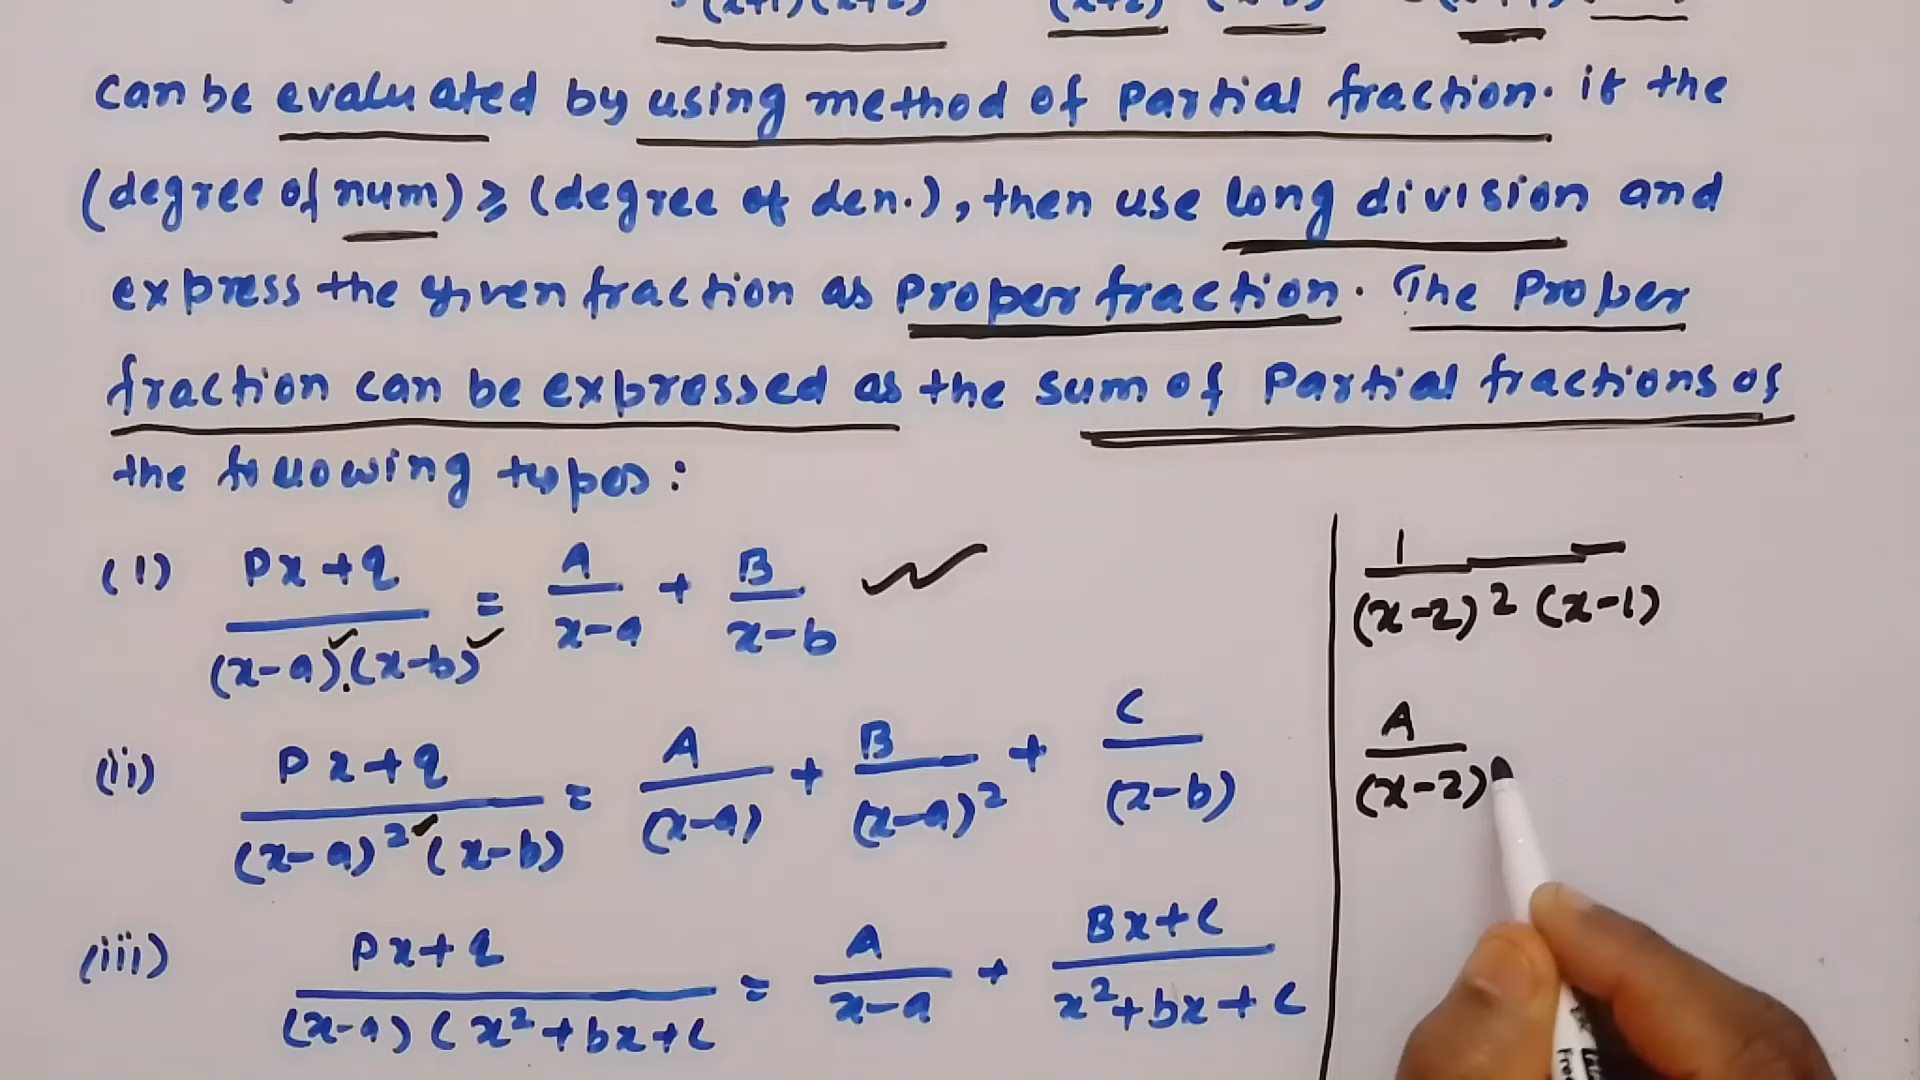 can be evaluated by using method of Partial fraction. if the
(degree of num) ≥ (degree of den.), then use long division and
express the given fraction as proper fraction. The Proper
fraction can be expressed as the sum of Partial fractions of
the following types:
(i) Px+q / (x-a).(x-b) = A / x-a + B / x-b
(ii) Px+q / (x-a)² (x-b) = A / (x-a) + B / (x-a)² + C / (x-b)
(iii) Px+q / (x-a) (x²+bx+c = A / x-a + Bx+C / x²+bx+c
1 / (x-2)² (x-1)
A / (x-2)